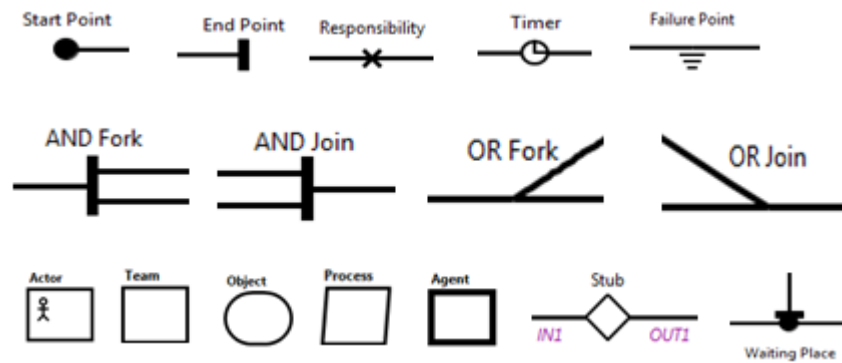 Start Point
End Point
Responsibility
Timer
Failure Point
AND Fork
AND Join
OR Fork
OR Join
Actor
Team
Object
Process
Agent
Stub
IN1
OUT1
Waiting Place